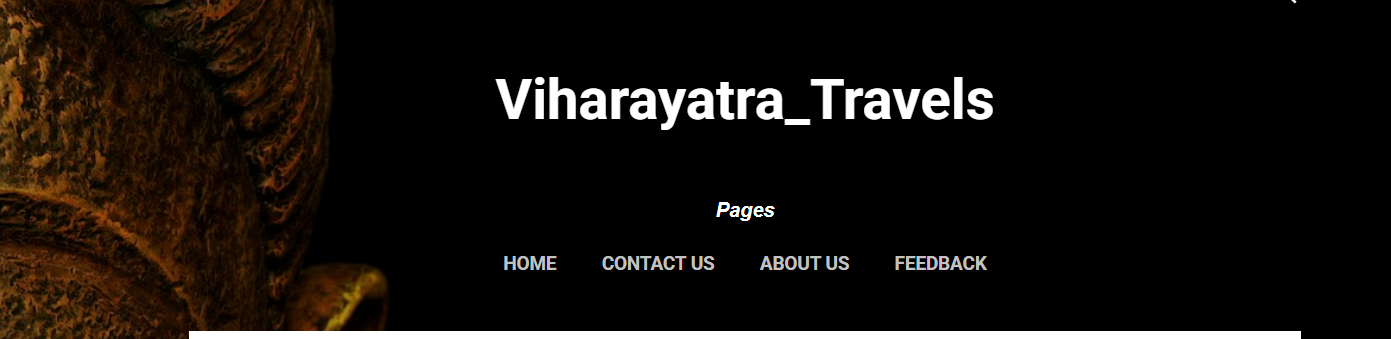 Viharayatra_Travels
Pages
HOME CONTACT US ABOUT US FEEDBACK